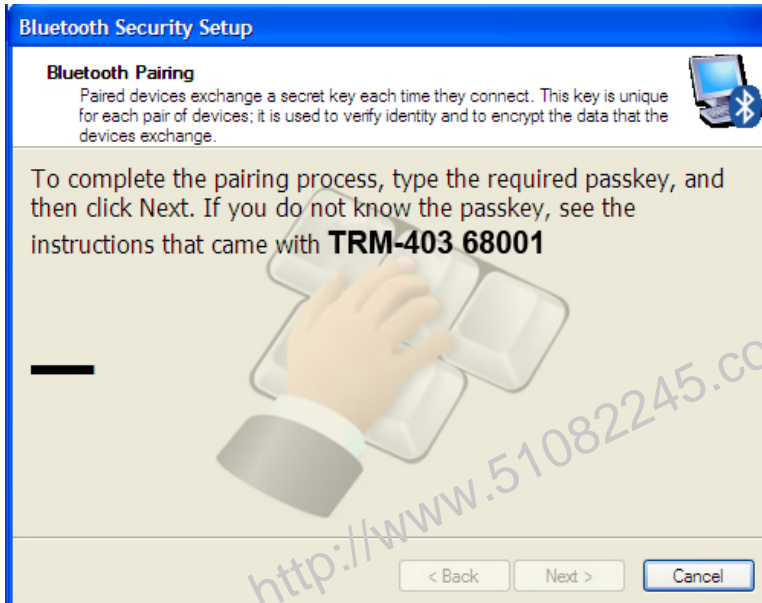 Bluetooth Security Setup
Bluetooth Pairing
Paired devices exchange a secret key each time they connect. This key is unique
for each pair of devices; it is used to verify identity and to encrypt the data that the
devices exchange.
To complete the pairing process, type the required passkey, and
then click Next. If you do not know the passkey, see the
instructions that came with TRM-403 68001
http://www.51082245.co
< Back Next > Cancel